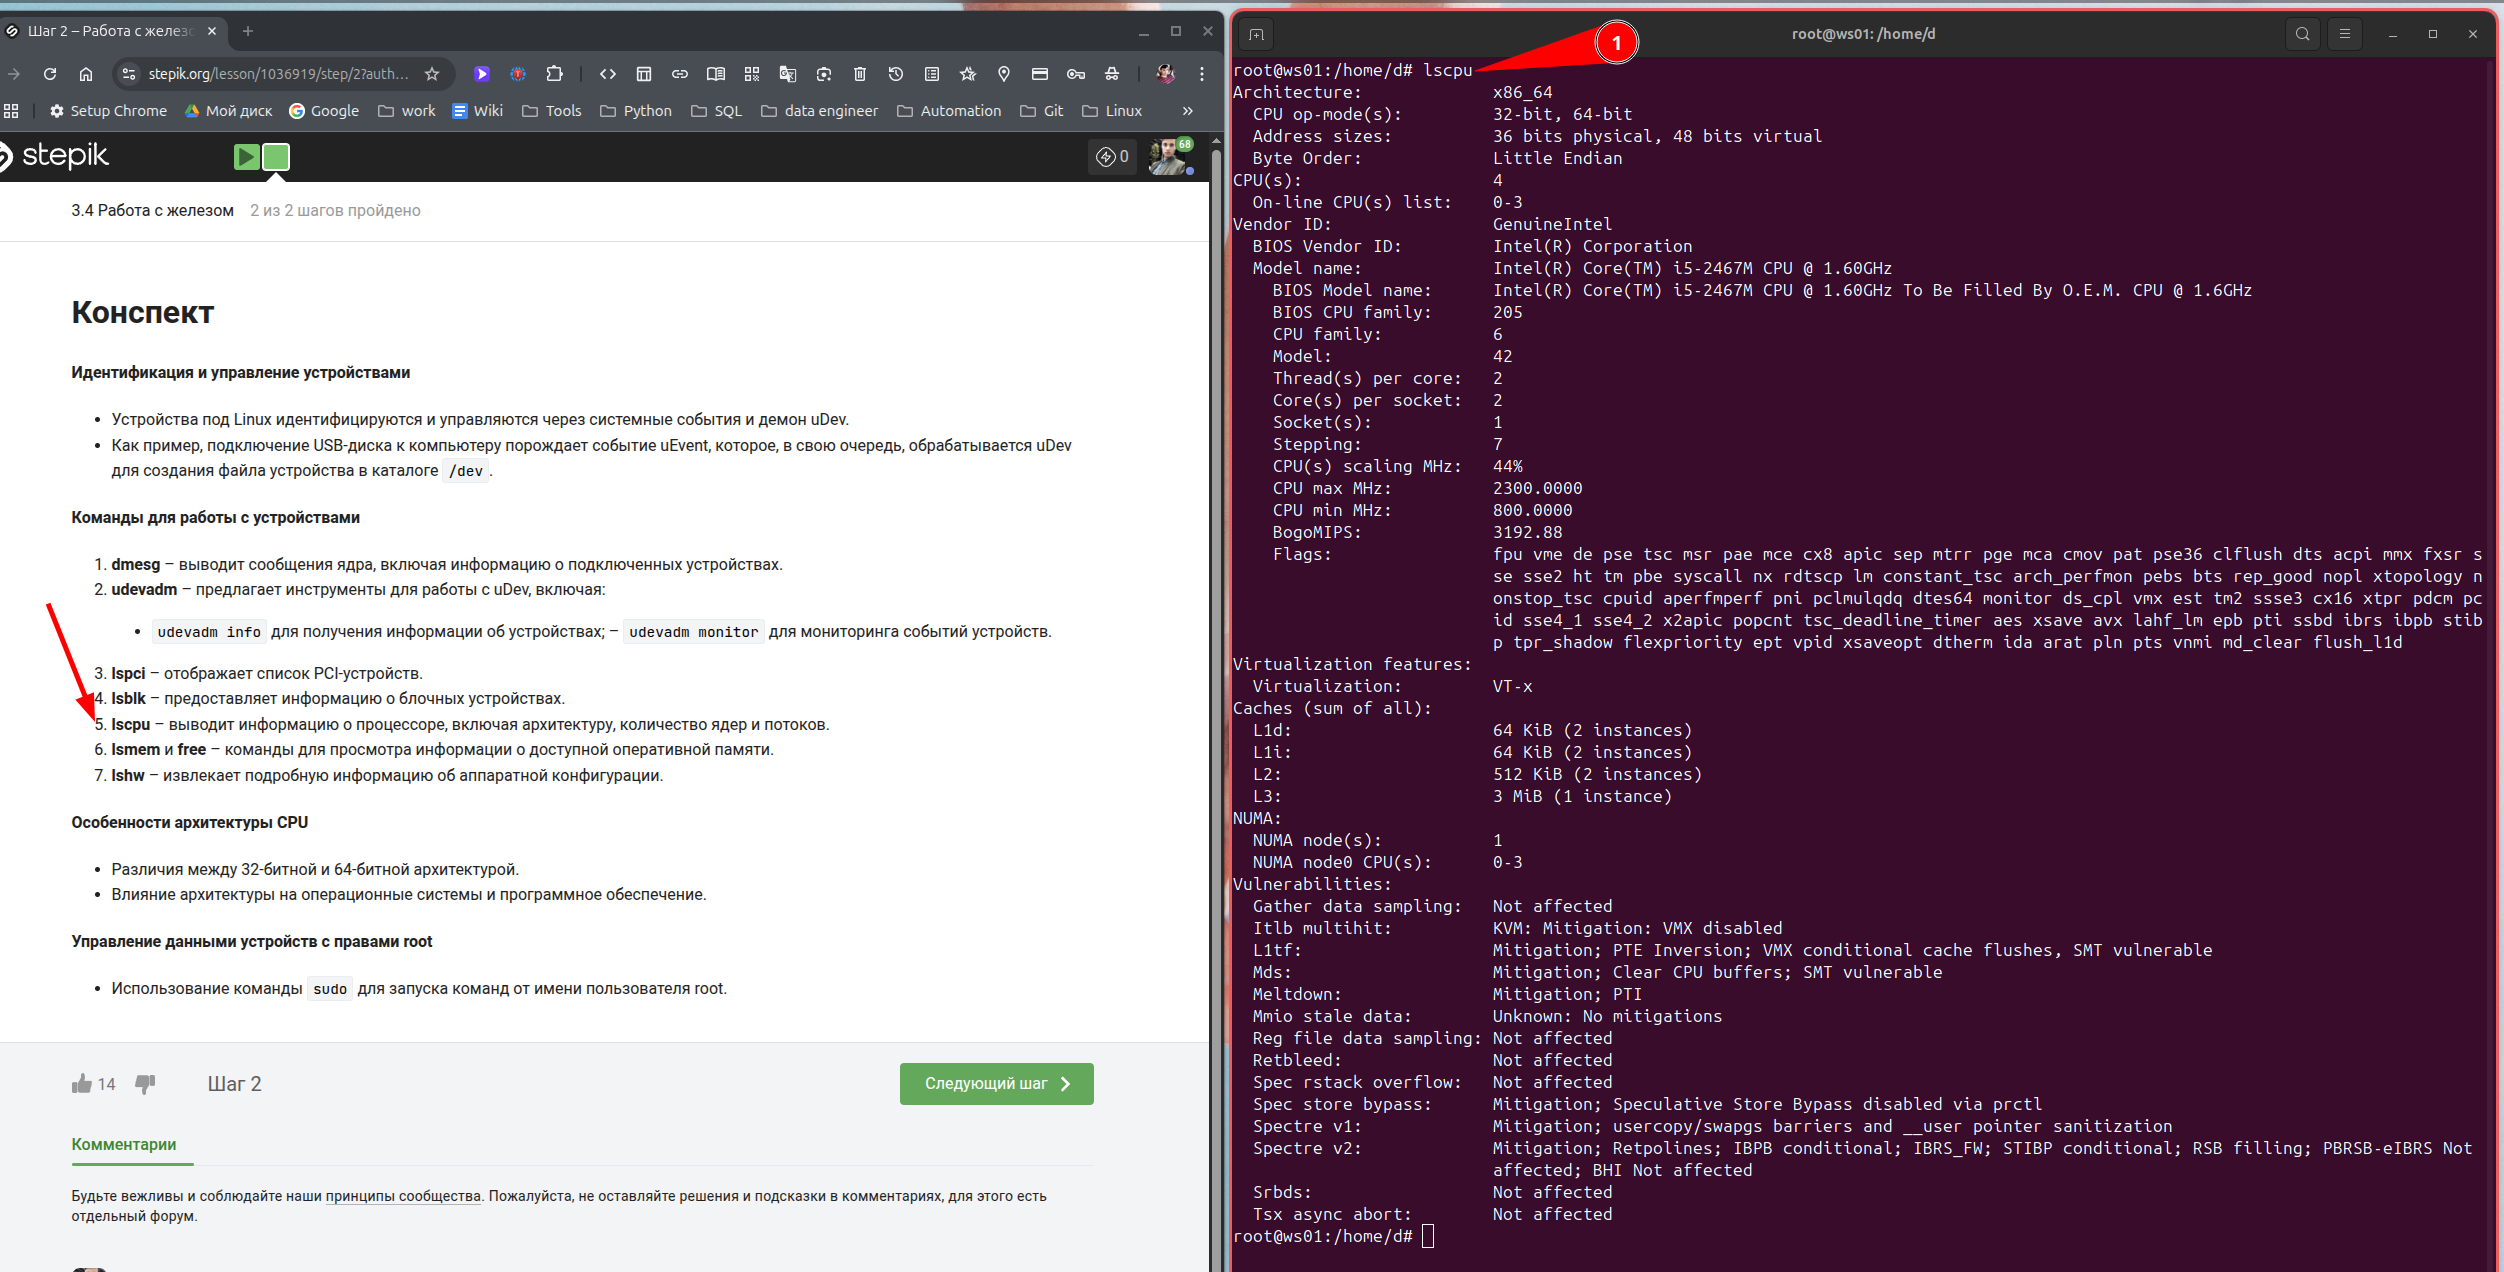 Шаг 2 – Работа с железо
stepik.org/lesson/1036919/step/2?auth...
Setup Chrome
Мой диск
Google
work
Wiki
Tools
Python
SQL
data engineer
Automation
Git
Linux
»
stepik
0
68
3.4 Работа с железом 2 из 2 шагов пройдено
Конспект
Идентификация и управление устройствами
• Устройства под Linux идентифицируются и управляются через системные события и демон uDev.
• Как пример, подключение USB-диска к компьютеру порождает событие uEvent, которое, в свою очередь, обрабатывается uDev
для создания файла устройства в каталоге /dev.
Команды для работы с устройствами
1. dmesg – выводит сообщения ядра, включая информацию о подключенных устройствах.
2. udevadm – предлагает инструменты для работы с uDev, включая:
• udevadm info для получения информации об устройствах; – udevadm monitor для мониторинга событий устройств.
3. lspci – отображает список PCI-устройств.
4. lsblk – предоставляет информацию о блочных устройствах.
5. lscpu – выводит информацию о процессоре, включая архитектуру, количество ядер и потоков.
6. lsmem и free – команды для просмотра информации о доступной оперативной памяти.
7. lshw – извлекает подробную информацию об аппаратной конфигурации.
Особенности архитектуры CPU
• Различия между 32-битной и 64-битной архитектурой.
• Влияние архитектуры на операционные системы и программное обеспечение.
Управление данными устройств с правами root
• Использование команды sudo для запуска команд от имени пользователя root.
14
Шаг 2
Следующий шаг
Комментарии
Будьте вежливы и соблюдайте наши принципы сообщества. Пожалуйста, не оставляйте решения и подсказки в комментариях, для этого есть
отдельный форум.
1
root@ws01: /home/d
root@ws01:/home/d# lscpu
Architecture: x86_64
CPU op-mode(s): 32-bit, 64-bit
Address sizes: 36 bits physical, 48 bits virtual
Byte Order: Little Endian
CPU(s): 4
On-line CPU(s) list: 0-3
Vendor ID: GenuineIntel
BIOS Vendor ID: Intel(R) Corporation
Model name: Intel(R) Core(TM) i5-2467M CPU @ 1.60GHz
BIOS Model name: Intel(R) Core(TM) i5-2467M CPU @ 1.60GHz To Be Filled By O.E.M. CPU @ 1.6GHz
BIOS CPU family: 205
CPU family: 6
Model: 42
Thread(s) per core: 2
Core(s) per socket: 2
Socket(s): 1
Stepping: 7
CPU(s) scaling MHz: 44%
CPU max MHz: 2300.0000
CPU min MHz: 800.0000
BogoMIPS: 3192.88
Flags: fpu vme de pse tsc msr pae mce cx8 apic sep mtrr pge mca cmov pat pse36 clflush dts acpi mmx fxsr s
se sse2 ht tm pbe syscall nx rdtscp lm constant_tsc arch_perfmon pebs bts rep_good nopl xtopology n
onstop_tsc cpuid aperfmperf pni pclmulqdq dtes64 monitor ds_cpl vmx est tm2 ssse3 cx16 xtpr pdcm pc
id sse4_1 sse4_2 x2apic popcnt tsc_deadline_timer aes xsave avx lahf_lm epb pti ssbd ibrs ibpb stib
p tpr_shadow flexpriority ept vpid xsaveopt dtherm ida arat pln pts vnmi md_clear flush_l1d
Virtualization features:
Virtualization: VT-x
Caches (sum of all):
L1d: 64 KiB (2 instances)
L1i: 64 KiB (2 instances)
L2: 512 KiB (2 instances)
L3: 3 MiB (1 instance)
NUMA:
NUMA node(s): 1
NUMA node0 CPU(s): 0-3
Vulnerabilities:
Gather data sampling: Not affected
Itlb multihit: KVM: Mitigation: VMX disabled
L1tf: Mitigation; PTE Inversion; VMX conditional cache flushes, SMT vulnerable
Mds: Mitigation; Clear CPU buffers; SMT vulnerable
Meltdown: Mitigation; PTI
Mmio stale data: Unknown: No mitigations
Reg file data sampling: Not affected
Retbleed: Not affected
Spec rstack overflow: Not affected
Spec store bypass: Mitigation; Speculative Store Bypass disabled via prctl
Spectre v1: Mitigation; usercopy/swapgs barriers and __user pointer sanitization
Spectre v2: Mitigation; Retpolines; IBPB conditional; IBRS_FW; STIBP conditional; RSB filling; PBRSB-eIBRS Not
affected; BHI Not affected
Srbds: Not affected
Tsx async abort: Not affected
root@ws01:/home/d#